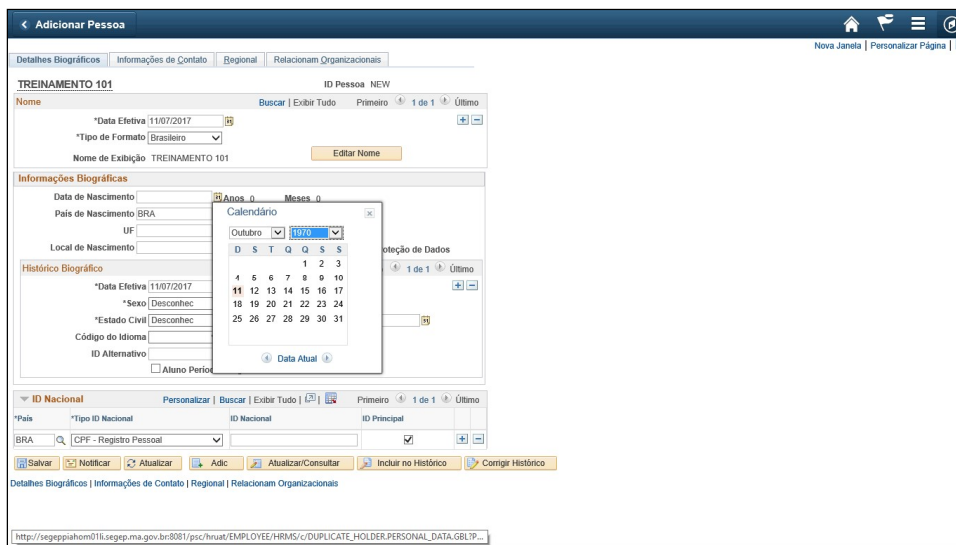 Adicionar Pessoa
Nova Janela | Personalizar Página |
Detalhes Biográficos Informações de Contato Regional Relacionam Organizacionais
TREINAMENTO 101 ID Pessoa NEW
Nome Buscar | Exibir Tudo Primeiro 1 de 1 Último
*Data Efetiva 11/07/2017
*Tipo de Formato Brasileiro
Nome de Exibição TREINAMENTO 101 Editar Nome
Informações Biográficas
Data de Nascimento Anos 0 Meses 0
País de Nascimento BRA
UF
Local de Nascimento oteção de Dados
Calendário
Outubro 1970
D S T Q Q S S
1 2 3
4 5 6 7 8 9 10
11 12 13 14 15 16 17
18 19 20 21 22 23 24
25 26 27 28 29 30 31
Data Atual
Histórico Biográfico 1 de 1 Último
*Data Efetiva 11/07/2017
*Sexo Desconhec
*Estado Civil Desconhec
Código do Idioma
ID Alternativo
Aluno Períod
ID Nacional Personalizar | Buscar | Exibir Tudo | | Primeiro 1 de 1 Último
*País *Tipo ID Nacional ID Nacional ID Principal
BRA CPF - Registro Pessoal
Salvar Notificar Atualizar Adic Atualizar/Consultar Incluir no Histórico Corrigir Histórico
Detalhes Biográficos | Informações de Contato | Regional | Relacionam Organizacionais
http://segeppiahom01li.segep.ma.gov.br:8081/psc/hruat/EMPLOYEE/HRMS/c/DUPLICATE_HOLDER.PERSONAL_DATA.GBL?P...